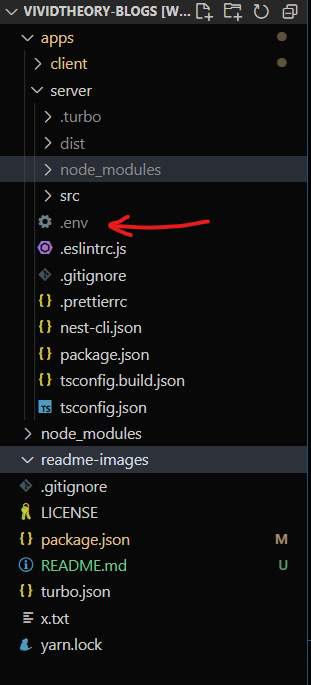 VIVIDTHEORY-BLOGS [W...
apps
client
server
.turbo
dist
node_modules
src
.env
.eslintrc.js
.gitignore
.prettierrc
nest-cli.json
package.json
tsconfig.build.json
TS tsconfig.json
node_modules
readme-images
.gitignore
LICENSE
package.json M
README.md U
turbo.json
x.txt
yarn.lock